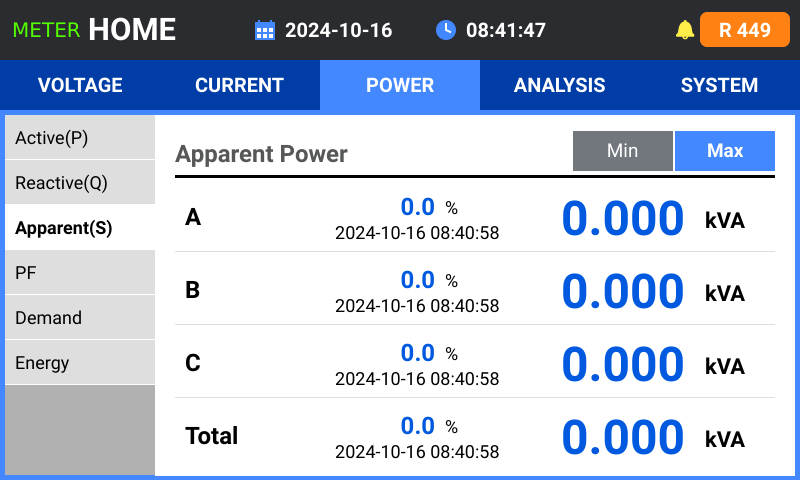 METER HOME 2024-10-16 08:41:47 R 449
VOLTAGE CURRENT POWER ANALYSIS SYSTEM
Active(P)
Reactive(Q)
Apparent(S)
PF
Demand
Energy
Apparent Power Min Max
A 0.0 % 0.000 kVA
2024-10-16 08:40:58
B 0.0 % 0.000 kVA
2024-10-16 08:40:58
C 0.0 % 0.000 kVA
2024-10-16 08:40:58
Total 0.0 % 0.000 kVA
2024-10-16 08:40:58